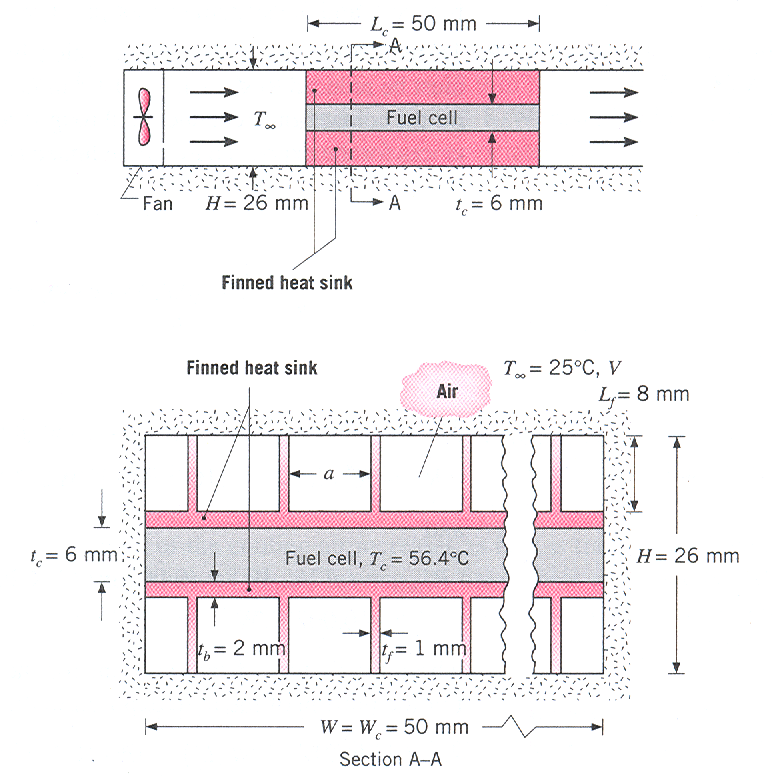 L_c = 50 mm
A
T_∞
Fuel cell
Fan
H = 26 mm
A
t_c = 6 mm
Finned heat sink
Finned heat sink
Air
T_∞ = 25°C, V
L_f = 8 mm
a
t_c = 6 mm
Fuel cell, T_c = 56.4°C
H = 26 mm
t_b = 2 mm
t_f = 1 mm
W = W_c = 50 mm
Section A–A